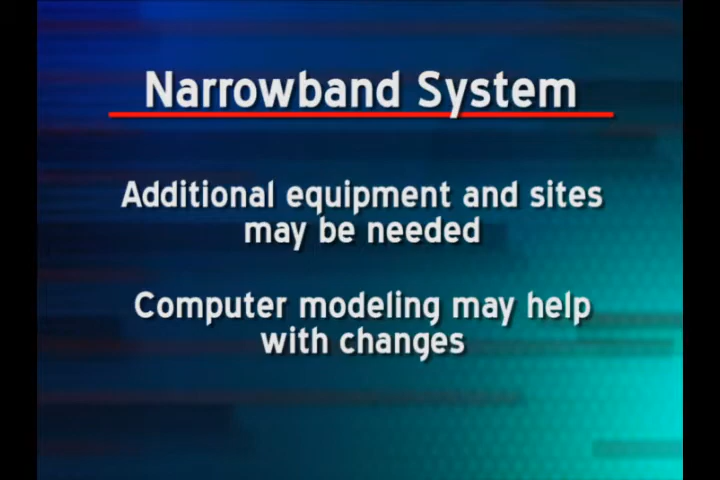 Narrowband System
Additional equipment and sites
may be needed
Computer modeling may help
with changes